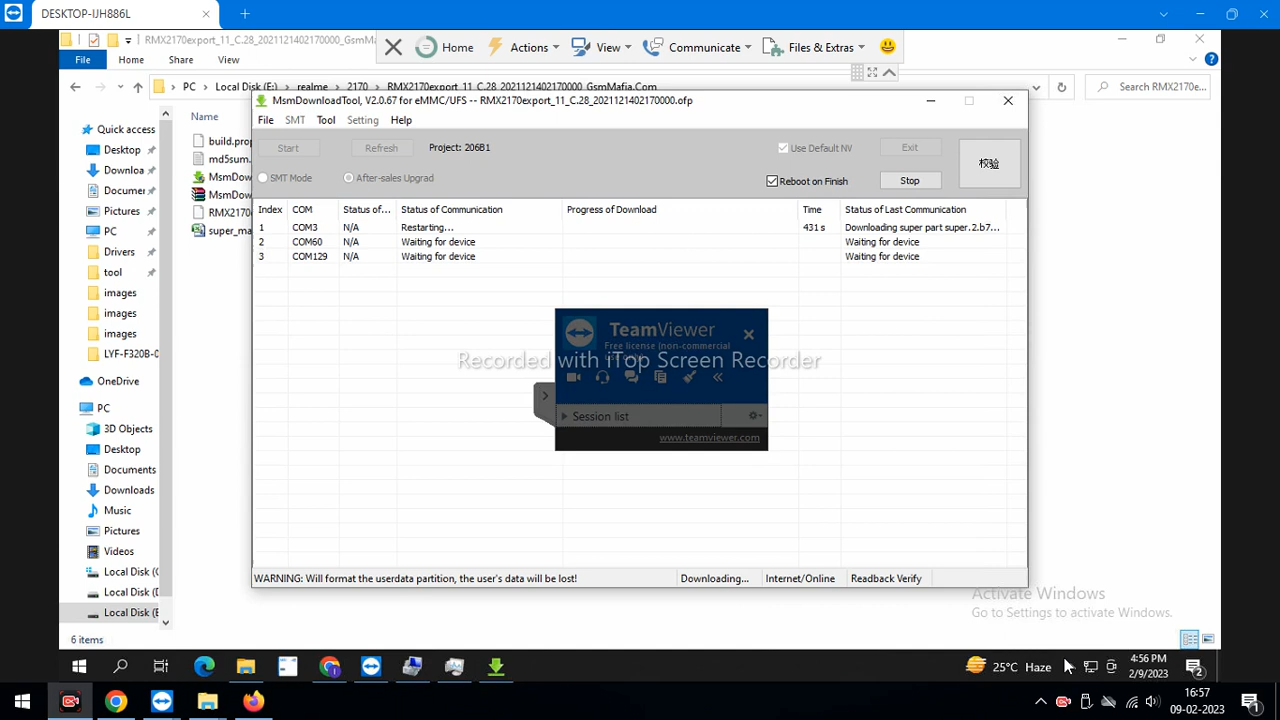 DESKTOP-IJH886L
RMX2170export_11_C.28_2021121402170000_GsmMa
Home
Actions
View
Communicate
Files & Extras
File
Home
Share
View
PC
Local Disk (E:)
realme
2170
RMX2170export_11_C.28_2021121402170000_GsmMafia.Com
Search RMX2170e...
Name
Quick access
Desktop
Downloa
Documer
Pictures
PC
Drivers
tool
images
images
images
LYF-F320B-0
OneDrive
PC
3D Objects
Desktop
Documents
Downloads
Music
Pictures
Videos
Local Disk (C
Local Disk (D
Local Disk (E
build.prop
md5sum.
MsmDow
MsmDow
RMX2170
super_ma
MsmDownloadTool, V2.0.67 for eMMC/UFS -- RMX2170export_11_C.28_2021121402170000.ofp
File
SMT
Tool
Setting
Help
Start
Refresh
Project: 206B1
Use Default NV
Exit
校验
SMT Mode
After-sales Upgrad
Reboot on Finish
Stop
Index COM Status of... Status of Communication Progress of Download Time Status of Last Communication
1 COM3 N/A Restarting... 431 s Downloading super part super.2.b7...
2 COM60 N/A Waiting for device Waiting for device
3 COM129 N/A Waiting for device Waiting for device
TeamViewer
Free license (non-commercial
Recorded with iTop Screen Recorder
Session list
www.teamviewer.com
WARNING: Will format the userdata partition, the user's data will be lost!
Downloading...
Internet/Online
Readback Verify
Activate Windows
Go to Settings to activate Windows.
6 items
25°C Haze
4:56 PM
2/9/2023
2
16:57
09-02-2023
1